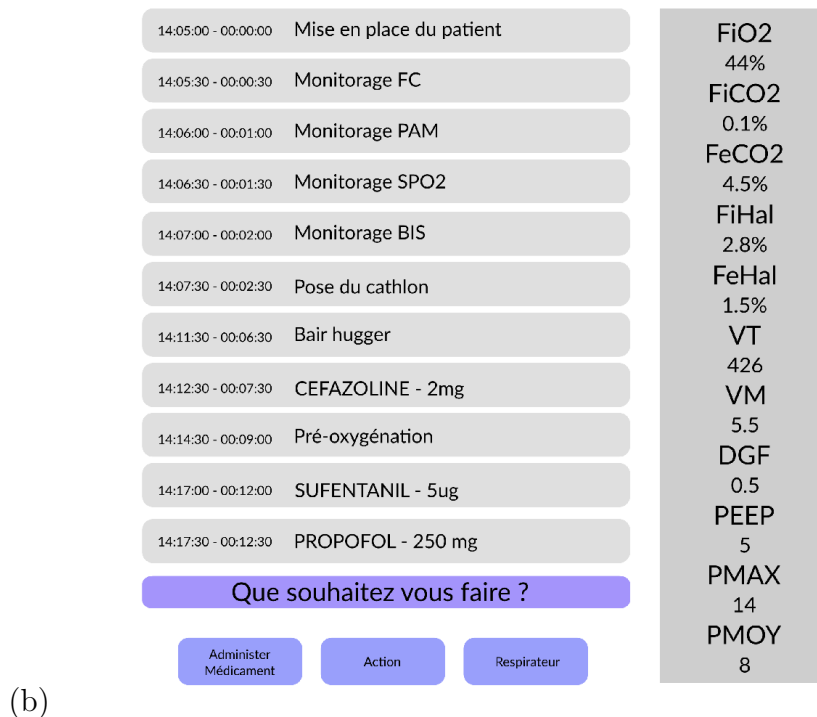 14:05:00 - 00:00:00 Mise en place du patient
14:05:30 - 00:00:30 Monitorage FC
14:06:00 - 00:01:00 Monitorage PAM
14:06:30 - 00:01:30 Monitorage SPO2
14:07:00 - 00:02:00 Monitorage BIS
14:07:30 - 00:02:30 Pose du cathlon
14:11:30 - 00:06:30 Bair hugger
14:12:30 - 00:07:30 CEFAZOLINE - 2mg
14:14:30 - 00:09:00 Pré-oxygénation
14:17:00 - 00:12:00 SUFENTANIL - 5ug
14:17:30 - 00:12:30 PROPOFOL - 250 mg
Que souhaitez vous faire ?
Administer
Médicament
Action
Respirateur
FiO2
44%
FiCO2
0.1%
FeCO2
4.5%
FiHal
2.8%
FeHal
1.5%
VT
426
VM
5.5
DGF
0.5
PEEP
5
PMAX
14
PMOY
8
(b)